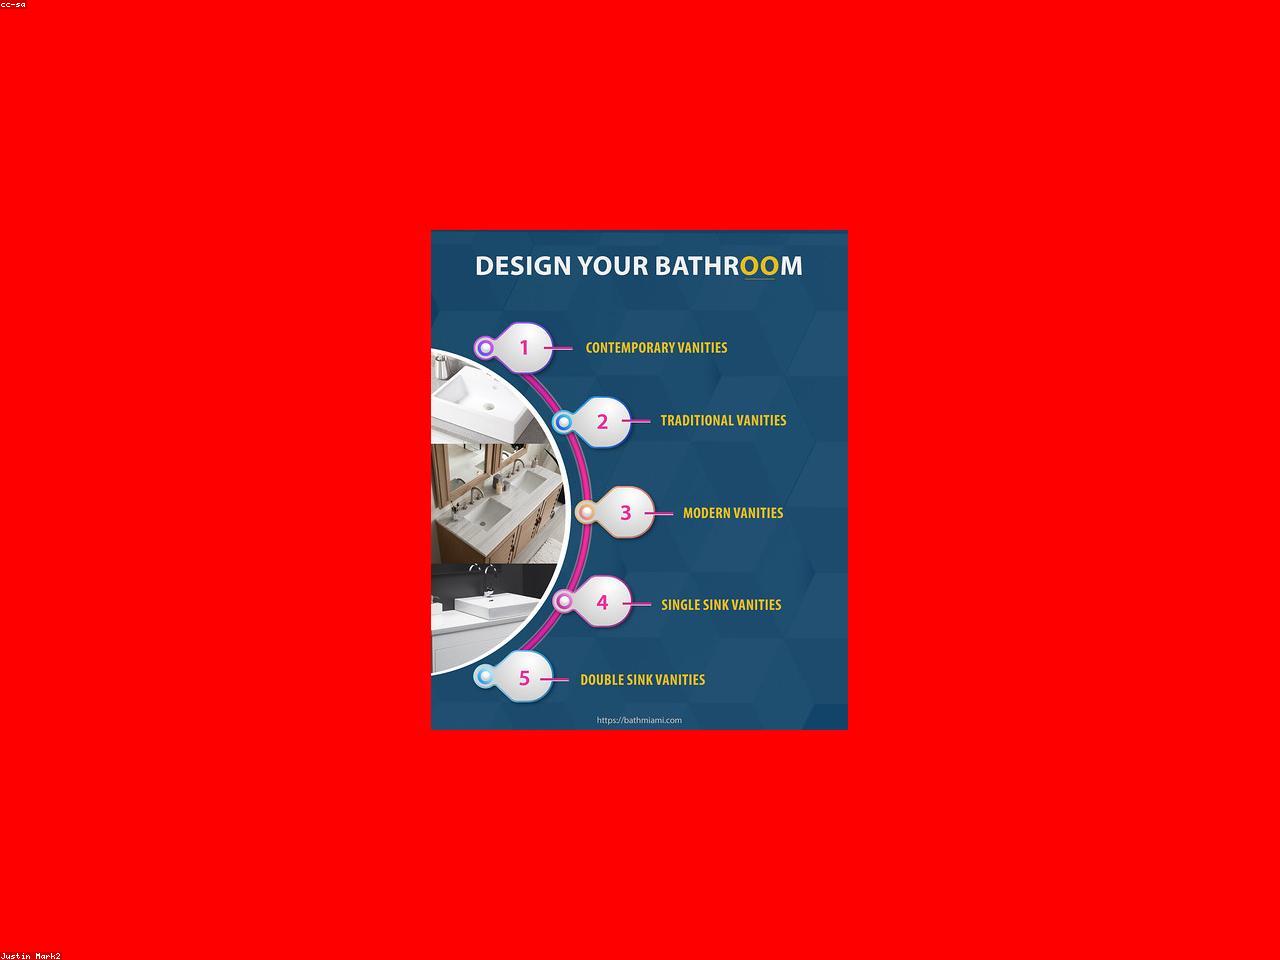 cc-sa
DESIGN YOUR BATHROOM
1 CONTEMPORARY VANITIES
2 TRADITIONAL VANITIES
3 MODERN VANITIES
4 SINGLE SINK VANITIES
5 DOUBLE SINK VANITIES
https://bathmiami.com
Justin Mark2